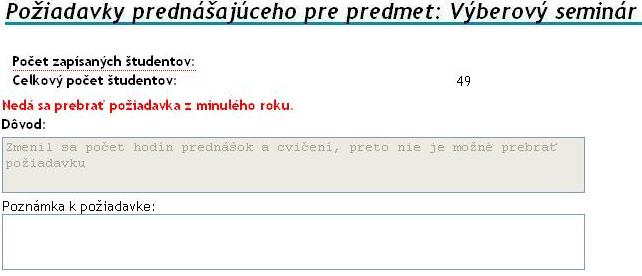 Požiadavky prednášajúceho pre predmet: Výberový seminár
Počet zapísaných študentov:
Celkový počet študentov: 49
Nedá sa prebrať požiadavka z minulého roku.
Dôvod:
Zmenil sa počet hodín prednášok a cvičení, preto nie je možné prebrať
požiadavku
Poznámka k požiadavke: